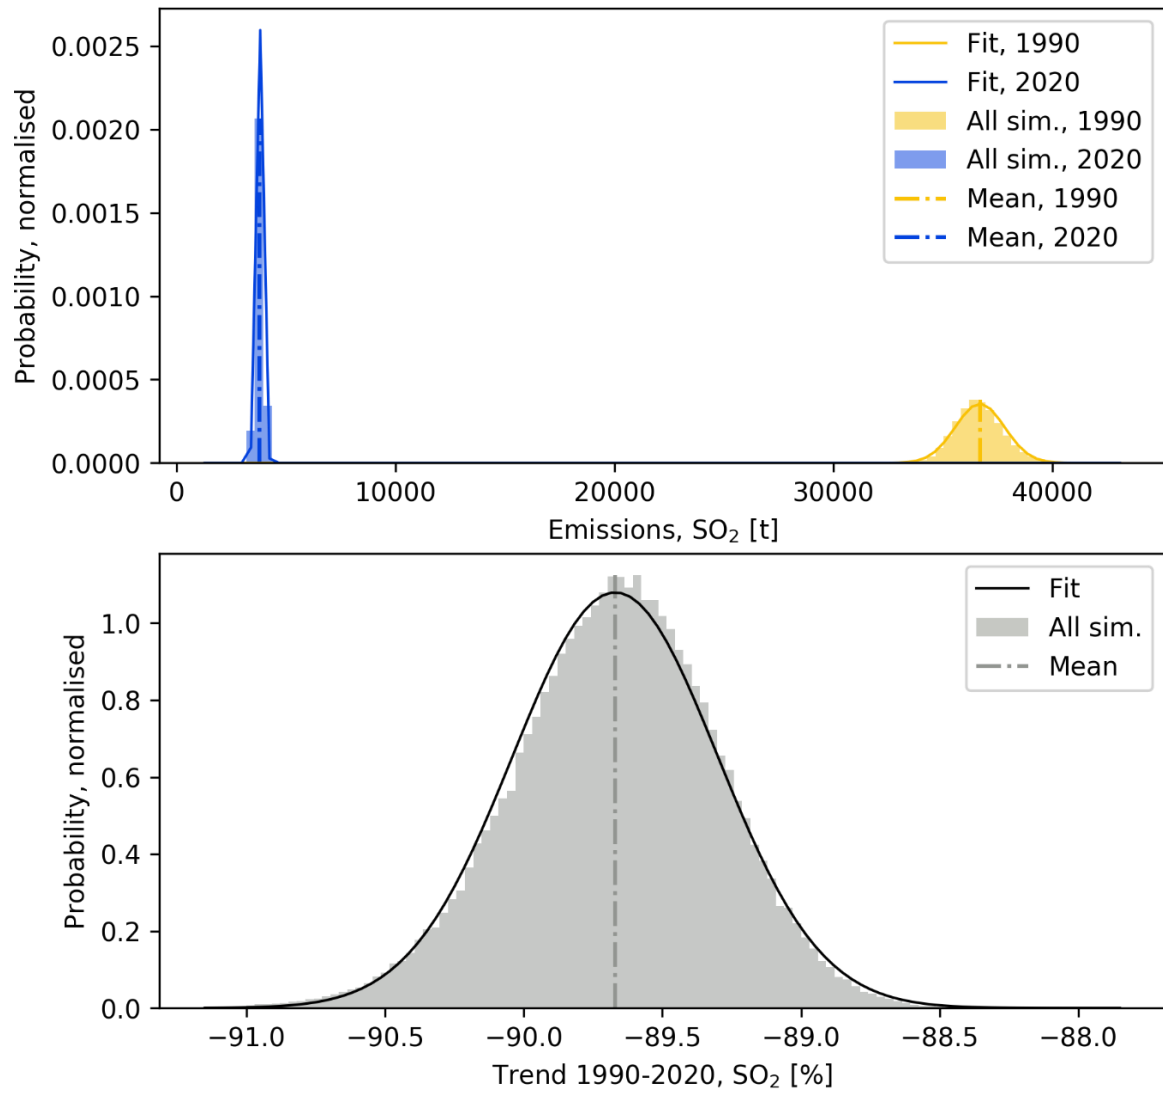 Probability, normalised
0.0025
0.0020
0.0015
0.0010
0.0005
0.0000
Fit, 1990
Fit, 2020
All sim., 1990
All sim., 2020
Mean, 1990
Mean, 2020
0 10000 20000 30000 40000
Emissions, SO₂ [t]
Probability, normalised
1.0
0.8
0.6
0.4
0.2
0.0
Fit
All sim.
Mean
−91.0 −90.5 −90.0 −89.5 −89.0 −88.5 −88.0
Trend 1990-2020, SO₂ [%]